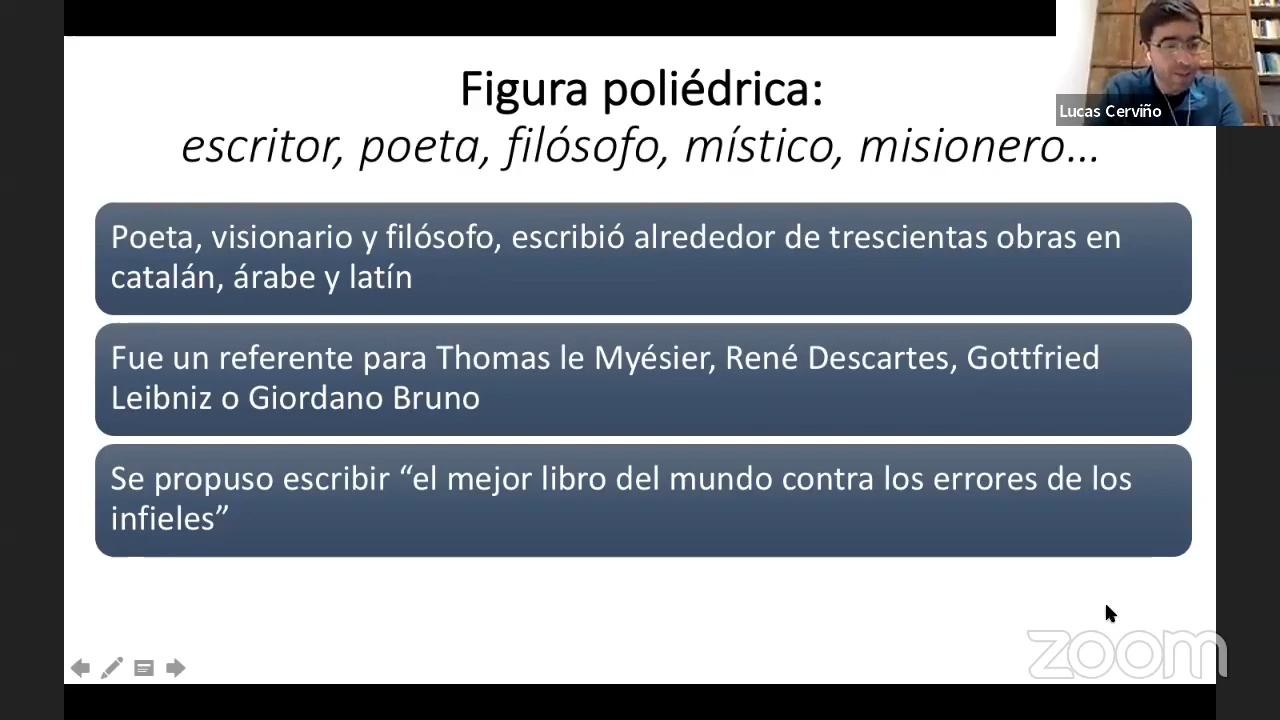 Figura poliédrica:
escritor, poeta, filósofo, místico, misionero...
Lucas Cerviño
Poeta, visionario y filósofo, escribió alrededor de trescientas obras en
catalán, árabe y latín
Fue un referente para Thomas le Myésier, René Descartes, Gottfried
Leibniz o Giordano Bruno
Se propuso escribir “el mejor libro del mundo contra los errores de los
infieles”
zoom